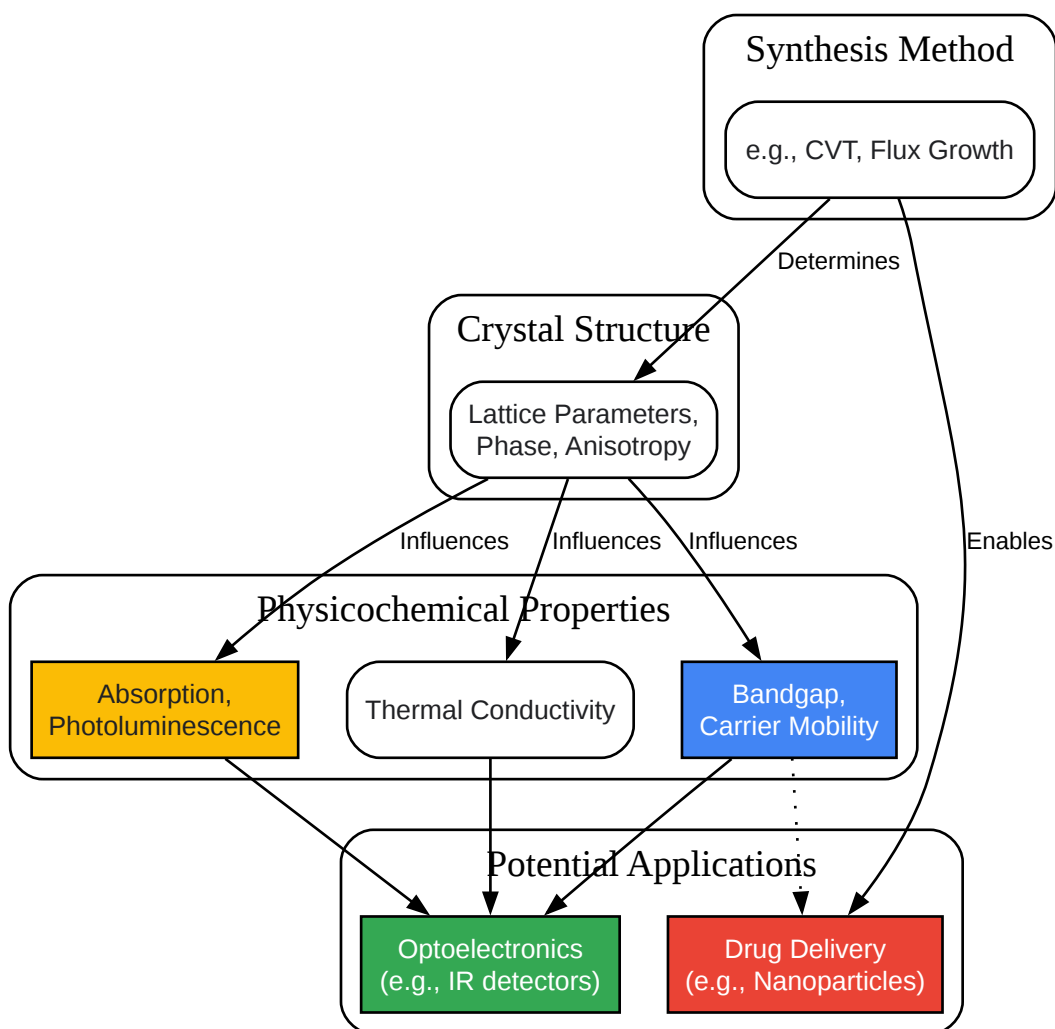 Synthesis Method
e.g., CVT, Flux Growth
Determines
Crystal Structure
Lattice Parameters,
Phase, Anisotropy
Influences
Influences
Influences
Enables
Physicochemical Properties
Absorption,
Photoluminescence
Thermal Conductivity
Bandgap,
Carrier Mobility
Potential Applications
Optoelectronics
(e.g., IR detectors)
Drug Delivery
(e.g., Nanoparticles)